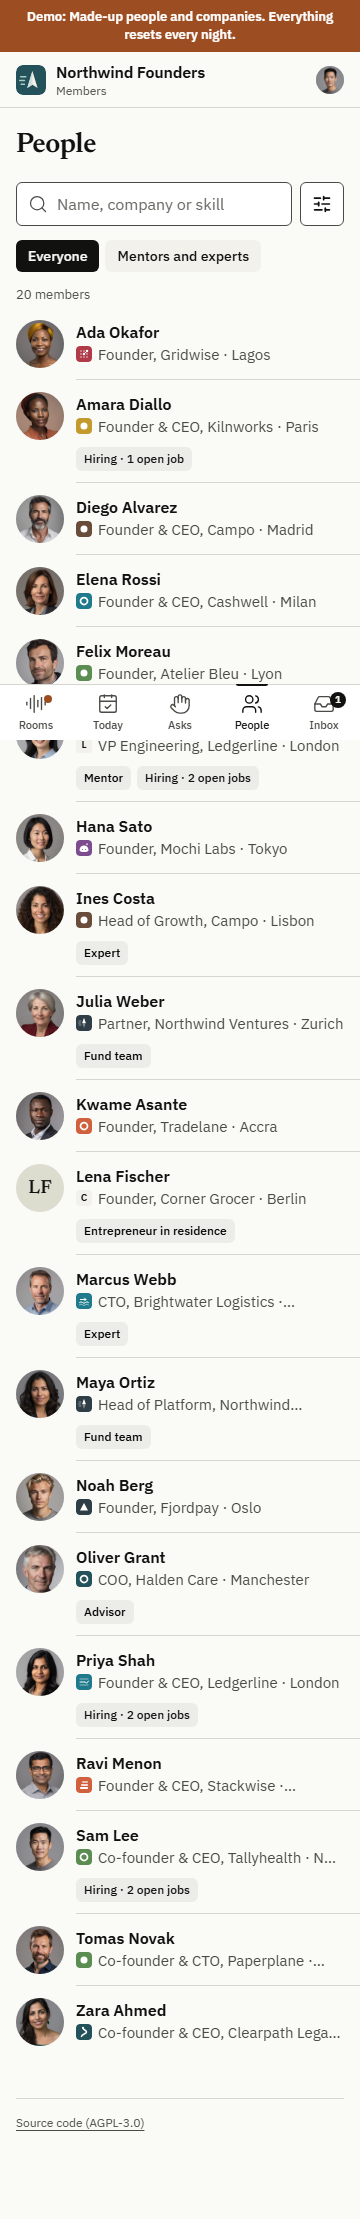 Demo: Made-up people and companies. Everything
resets every night.
Northwind Founders
Members
People
Name, company or skill
Everyone
Mentors and experts
20 members
Ada Okafor
Founder, Gridwise · Lagos
Amara Diallo
Founder & CEO, Kilnworks · Paris
Hiring · 1 open job
Diego Alvarez
Founder & CEO, Campo · Madrid
Elena Rossi
Founder & CEO, Cashwell · Milan
Felix Moreau
Founder, Atelier Bleu · Lyon
Rooms
Today
Asks
People
1
Inbox
L VP Engineering, Ledgerline · London
Mentor
Hiring · 2 open jobs
Hana Sato
Founder, Mochi Labs · Tokyo
Ines Costa
Head of Growth, Campo · Lisbon
Expert
Julia Weber
Partner, Northwind Ventures · Zurich
Fund team
Kwame Asante
Founder, Tradelane · Accra
LF
Lena Fischer
C Founder, Corner Grocer · Berlin
Entrepreneur in residence
Marcus Webb
CTO, Brightwater Logistics ·...
Expert
Maya Ortiz
Head of Platform, Northwind...
Fund team
Noah Berg
Founder, Fjordpay · Oslo
Oliver Grant
COO, Halden Care · Manchester
Advisor
Priya Shah
Founder & CEO, Ledgerline · London
Hiring · 2 open jobs
Ravi Menon
Founder & CEO, Stackwise ·...
Sam Lee
Co-founder & CEO, Tallyhealth · N...
Hiring · 2 open jobs
Tomas Novak
Co-founder & CTO, Paperplane ·...
Zara Ahmed
Co-founder & CEO, Clearpath Lega...
Source code (AGPL-3.0)